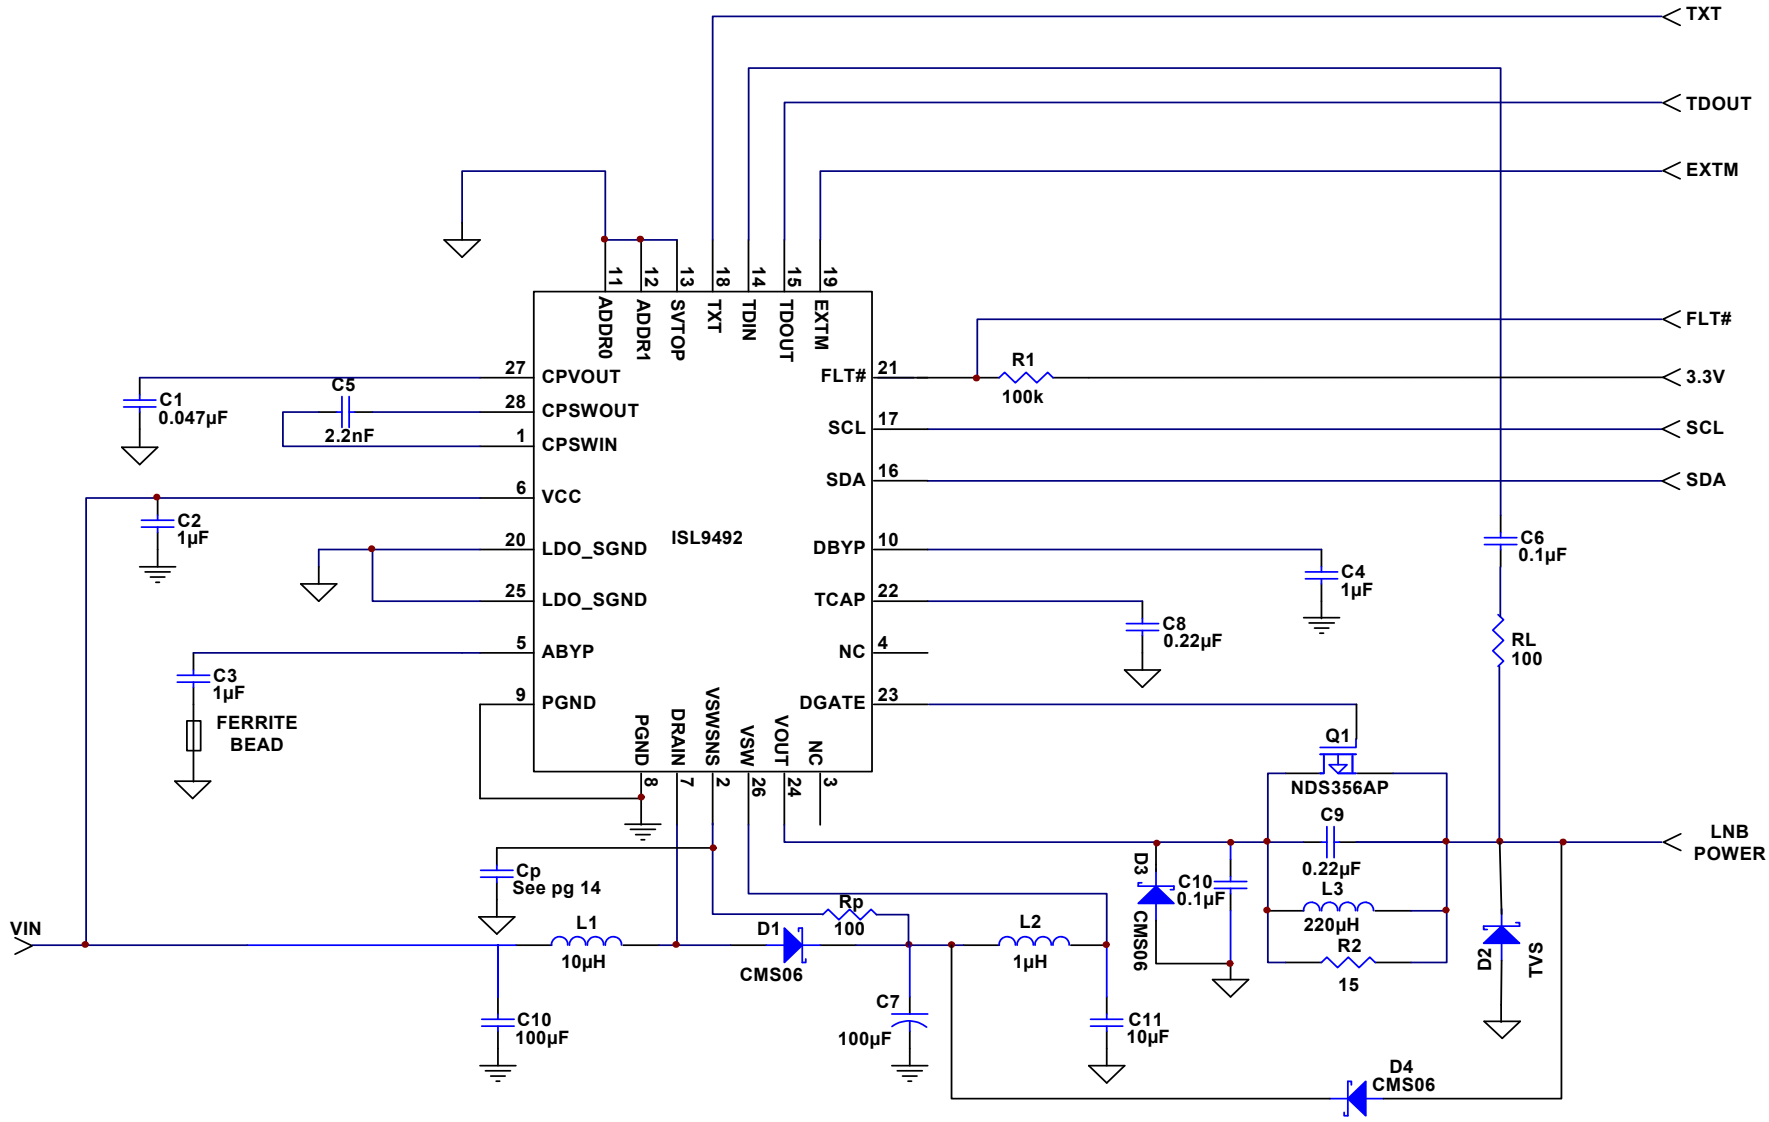 TXT
TDOUT
EXTM
11
12
13
18
14
15
19
ADDR0
ADDR1
SVTOP
TXT
TDIN
TDOUT
EXTM
FLT#
27
CPVOUT
FLT#
21
R1
100k
3.3V
C1
0.047µF
C5
2.2nF
28
CPSWOUT
1
CPSWIN
SCL
17
SCL
SDA
16
SDA
6
VCC
C2
1µF
20
LDO_SGND
ISL9492
DBYP
10
C6
0.1µF
C4
1µF
25
LDO_SGND
TCAP
22
C8
0.22µF
RL
100
5
ABYP
NC
4
C3
1µF
FERRITE
BEAD
9
PGND
DGATE
23
PGND
DRAIN
VSWSNS
VSW
VOUT
NC
8
7
2
26
24
3
Q1
NDS356AP
C9
0.22µF
LNB
POWER
Cp
See pg 14
D3
CMS06
C10
0.1µF
L3
220µH
R2
15
D2
TVS
VIN
L1
10µH
Rp
100
D1
CMS06
L2
1µH
C10
100µF
C7
100µF
C11
10µF
D4
CMS06